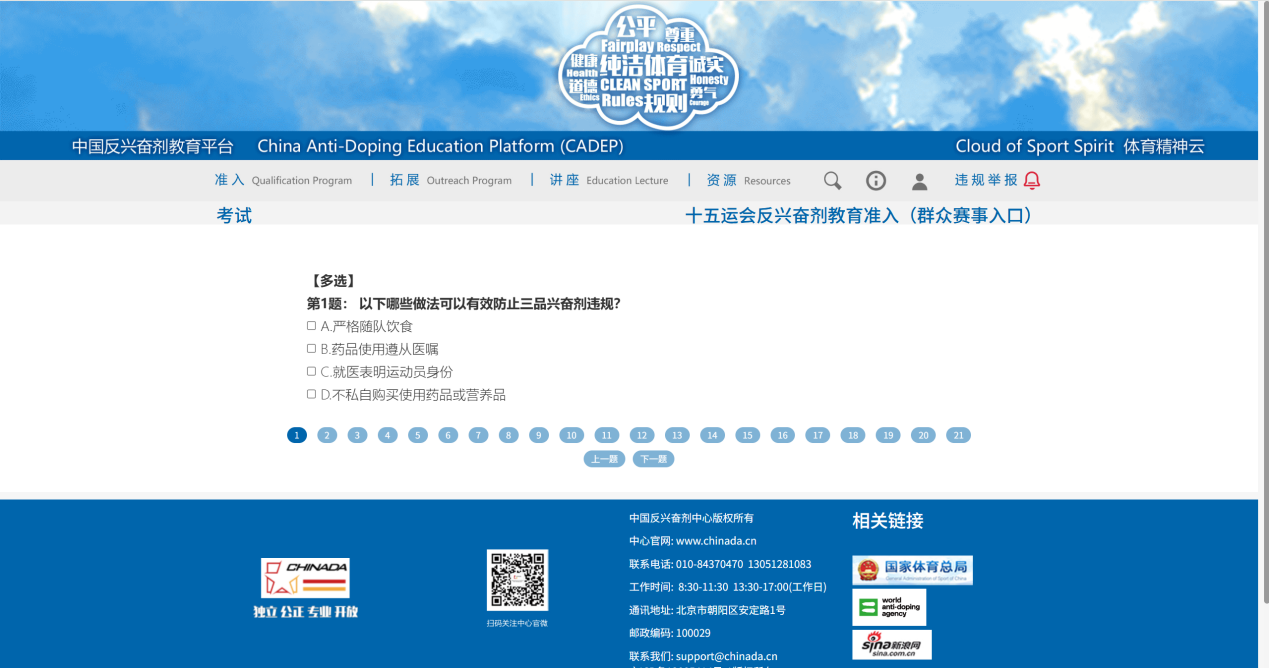 公平 尊重
Fairplay Respect
健康 纯洁体育 诚实
Health
道德 CLEAN SPORT Honesty
Ethics Rules 规则 勇气
Courage
中国反兴奋剂教育平台 China Anti-Doping Education Platform (CADEP) Cloud of Sport Spirit 体育精神云
准入 Qualification Program | 拓展 Outreach Program | 讲座 Education Lecture | 资源 Resources 违规举报
考试 十五运会反兴奋剂教育准入（群众赛事入口）
【多选】
第1题： 以下哪些做法可以有效防止三品兴奋剂违规?
A.严格随队饮食
B.药品使用遵从医嘱
C.就医表明运动员身份
D.不私自购买使用药品或营养品
1 2 3 4 5 6 7 8 9 10 11 12 13 14 15 16 17 18 19 20 21
上一题 下一题
CHINADA
独立 公正 专业 开放
扫码关注中心官微
中国反兴奋剂中心版权所有
中心官网: www.chinada.cn
联系电话: 010-84370470 13051281083
工作时间: 8:30-11:30 13:30-17:00(工作日)
通讯地址: 北京市朝阳区安定路1号
邮政编码: 100029
联系我们: support@chinada.cn
相关链接
国家体育总局
General Administration of Sport of China
world
anti-doping
agency
sina新浪网
sina.com.cn